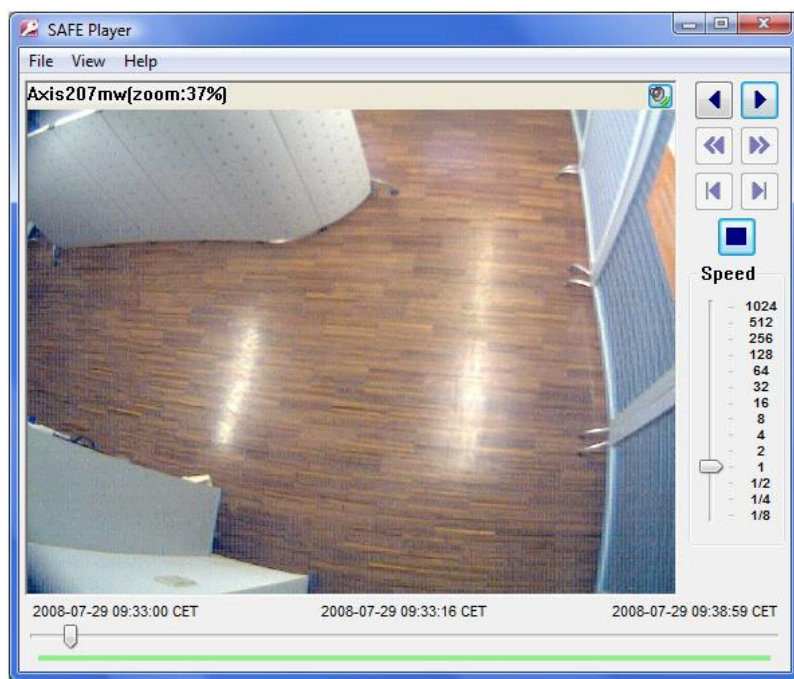 SAFE Player
File View Help
Axis207mw(zoom:37%)
Speed
1024
512
256
128
64
32
16
8
4
2
1
1/2
1/4
1/8
2008-07-29 09:33:00 CET 2008-07-29 09:33:16 CET 2008-07-29 09:38:59 CET